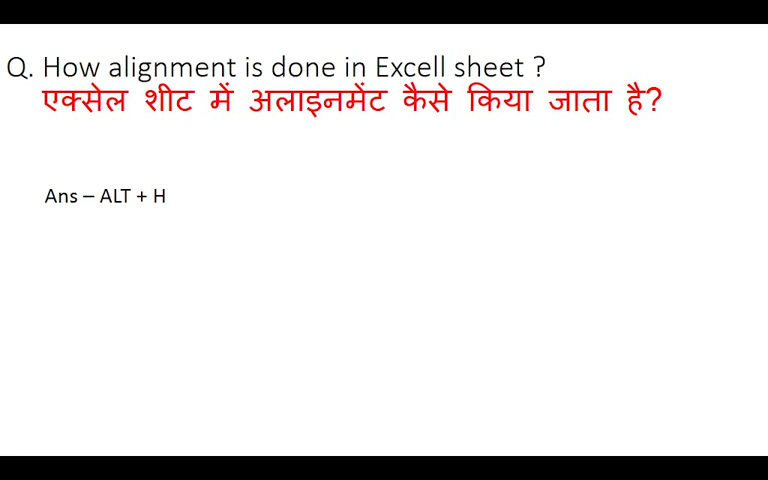 Q. How alignment is done in Excell sheet ?
एक्सेल शीट में अलाइनमेंट कैसे किया जाता है?
Ans – ALT + H